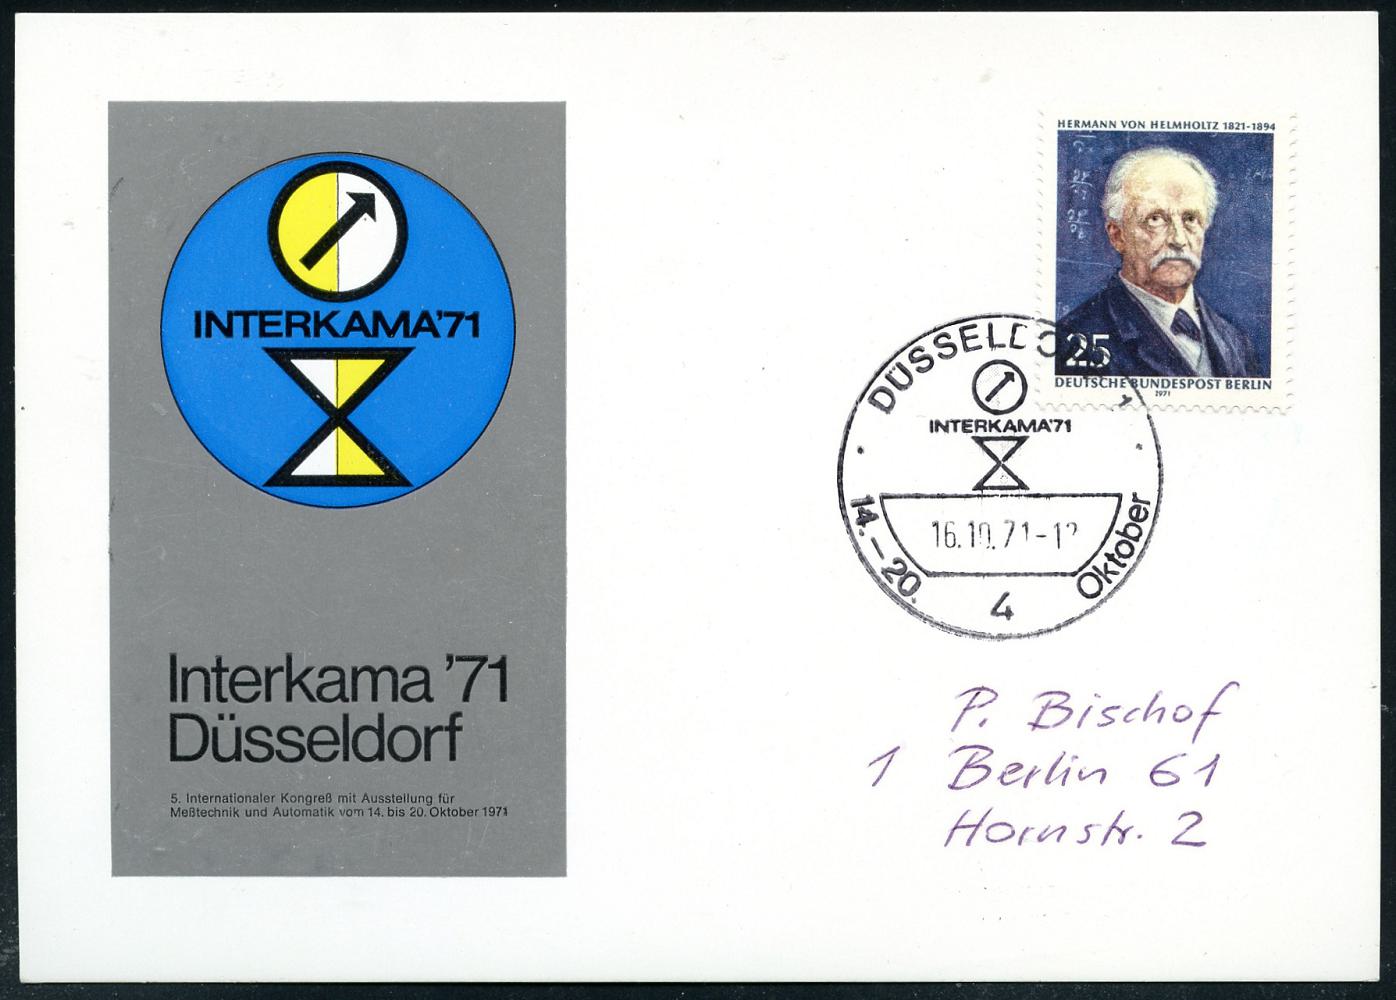 INTERKAMA'71
Interkama '71
Düsseldorf
5. Internationaler Kongreß mit Ausstellung für
Meßtechnik und Automatik vom 14. bis 20. Oktober 1971
HERMANN VON HELMHOLTZ 1821-1894
25
DEUTSCHE BUNDESPOST BERLIN
1971
DÜSSELDO 1
INTERKAMA'71
16.10.71-12
14.–20. Oktober
4
P. Bischof
1 Berlin 61
Hornstr. 2